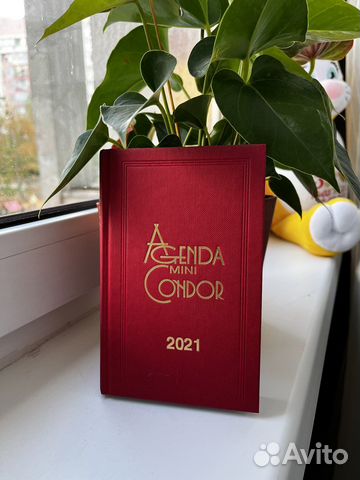 AGENDA
MINI
CONDOR
2021
Avito